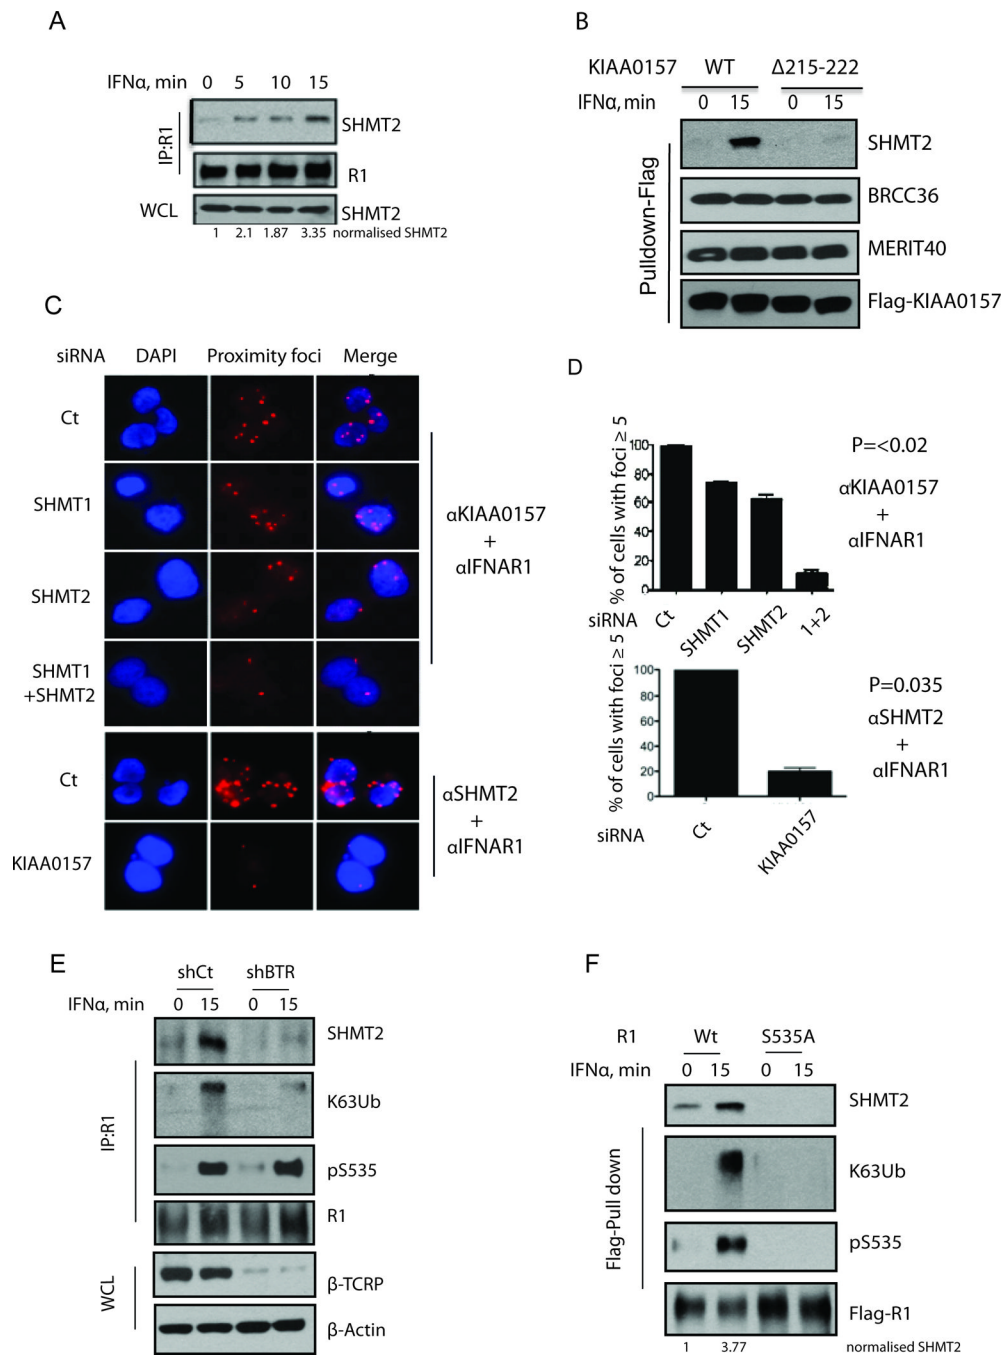 A
IFNα, min 0 5 10 15
IP:R1
SHMT2
R1
WCL
SHMT2
1 2.1 1.87 3.35 normalised SHMT2
B
KIAA0157 WT Δ215-222
IFNα, min 0 15 0 15
Pulldown-Flag
SHMT2
BRCC36
MERIT40
Flag-KIAA0157
C
siRNA DAPI Proximity foci Merge
Ct
SHMT1
SHMT2
SHMT1
+SHMT2
αKIAA0157
+
αIFNAR1
Ct
KIAA0157
αSHMT2
+
αIFNAR1
D
% of cells with foci ≥ 5
100
80
60
40
20
0
siRNA Ct SHMT1 SHMT2 1+2
P=<0.02
αKIAA0157
+
αIFNAR1
% of cells with foci ≥ 5
100
80
60
40
20
0
siRNA Ct KIAA0157
P=0.035
αSHMT2
+
αIFNAR1
E
shCt shBTR
IFNα, min 0 15 0 15
IP:R1
SHMT2
K63Ub
pS535
R1
WCL
β-TCRP
β-Actin
F
R1 Wt S535A
IFNα, min 0 15 0 15
Flag-Pull down
SHMT2
K63Ub
pS535
Flag-R1
1 3.77 normalised SHMT2